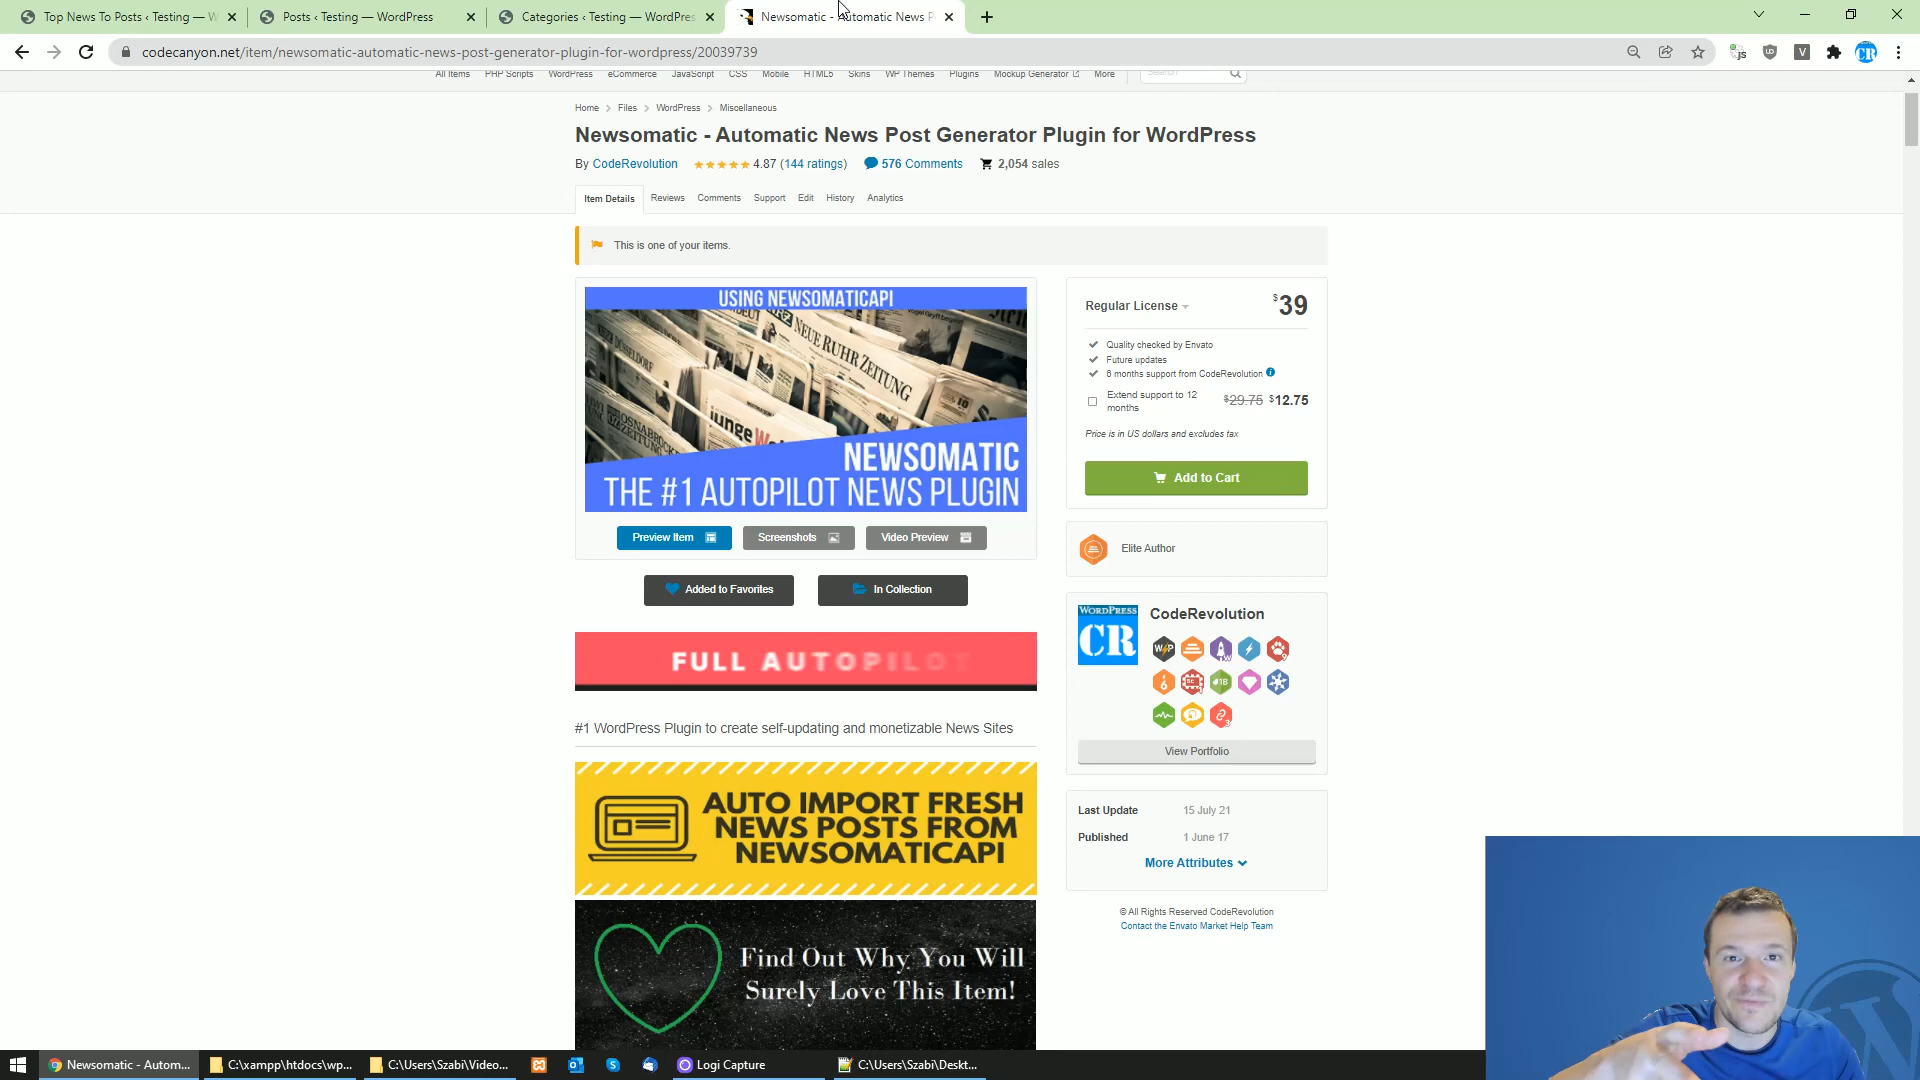 Top News To Posts ‹ Testing — W
Posts ‹ Testing — WordPress
Categories ‹ Testing — WordPres
Newsomatic - Automatic News P
codecanyon.net/item/newsomatic-automatic-news-post-generator-plugin-for-wordpress/20039739
All Items PHP Scripts WordPress eCommerce JavaScript CSS Mobile HTML5 Skins WP Themes Plugins Mockup Generator More
Search
Home > Files > WordPress > Miscellaneous
Newsomatic - Automatic News Post Generator Plugin for WordPress
By CodeRevolution 4.87 (144 ratings) 576 Comments 2,054 sales
Item Details Reviews Comments Support Edit History Analytics
This is one of your items.
USING NEWSOMATICAPI
NEUE RUHR ZEITUNG
junge
NEWSOMATIC
THE #1 AUTOPILOT NEWS PLUGIN
Preview Item Screenshots Video Preview
Added to Favorites In Collection
FULL AUTOPILOT
#1 WordPress Plugin to create self-updating and monetizable News Sites
AUTO IMPORT FRESH
NEWS POSTS FROM
NEWSOMATICAPI
Find Out Why You Will
Surely Love This Item!
Regular License $39
Quality checked by Envato
Future updates
6 months support from CodeRevolution
Extend support to 12 months $29.75 $12.75
Price is in US dollars and excludes tax
Add to Cart
Elite Author
WORDPRESS
CR
CodeRevolution
View Portfolio
Last Update 15 July 21
Published 1 June 17
More Attributes
© All Rights Reserved CodeRevolution
Contact the Envato Market Help Team
Newsomatic - Autom...
C:\xampp\htdocs\wp...
C:\Users\Szabi\Video...
Logi Capture
C:\Users\Szabi\Deskt...